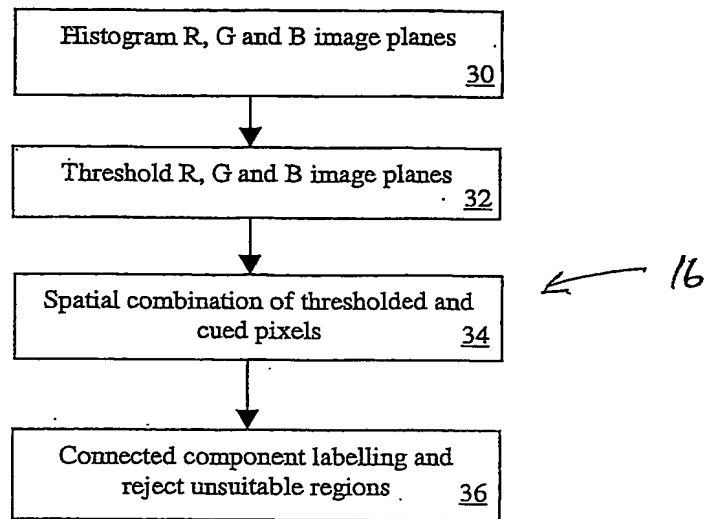 Histogram R, G and B image planes
30
Threshold R, G and B image planes
32
16
Spatial combination of thresholded and
cued pixels
34
Connected component labelling and
reject unsuitable regions
36